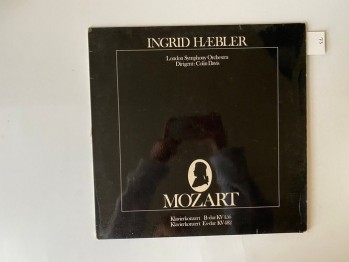 INGRID HÆBLER
London Symphony Orchestra
Dirigent: Colin Davis
MOZART
Klavierkonzert B-dur KV 456
Klavierkonzert Es-dur KV 482